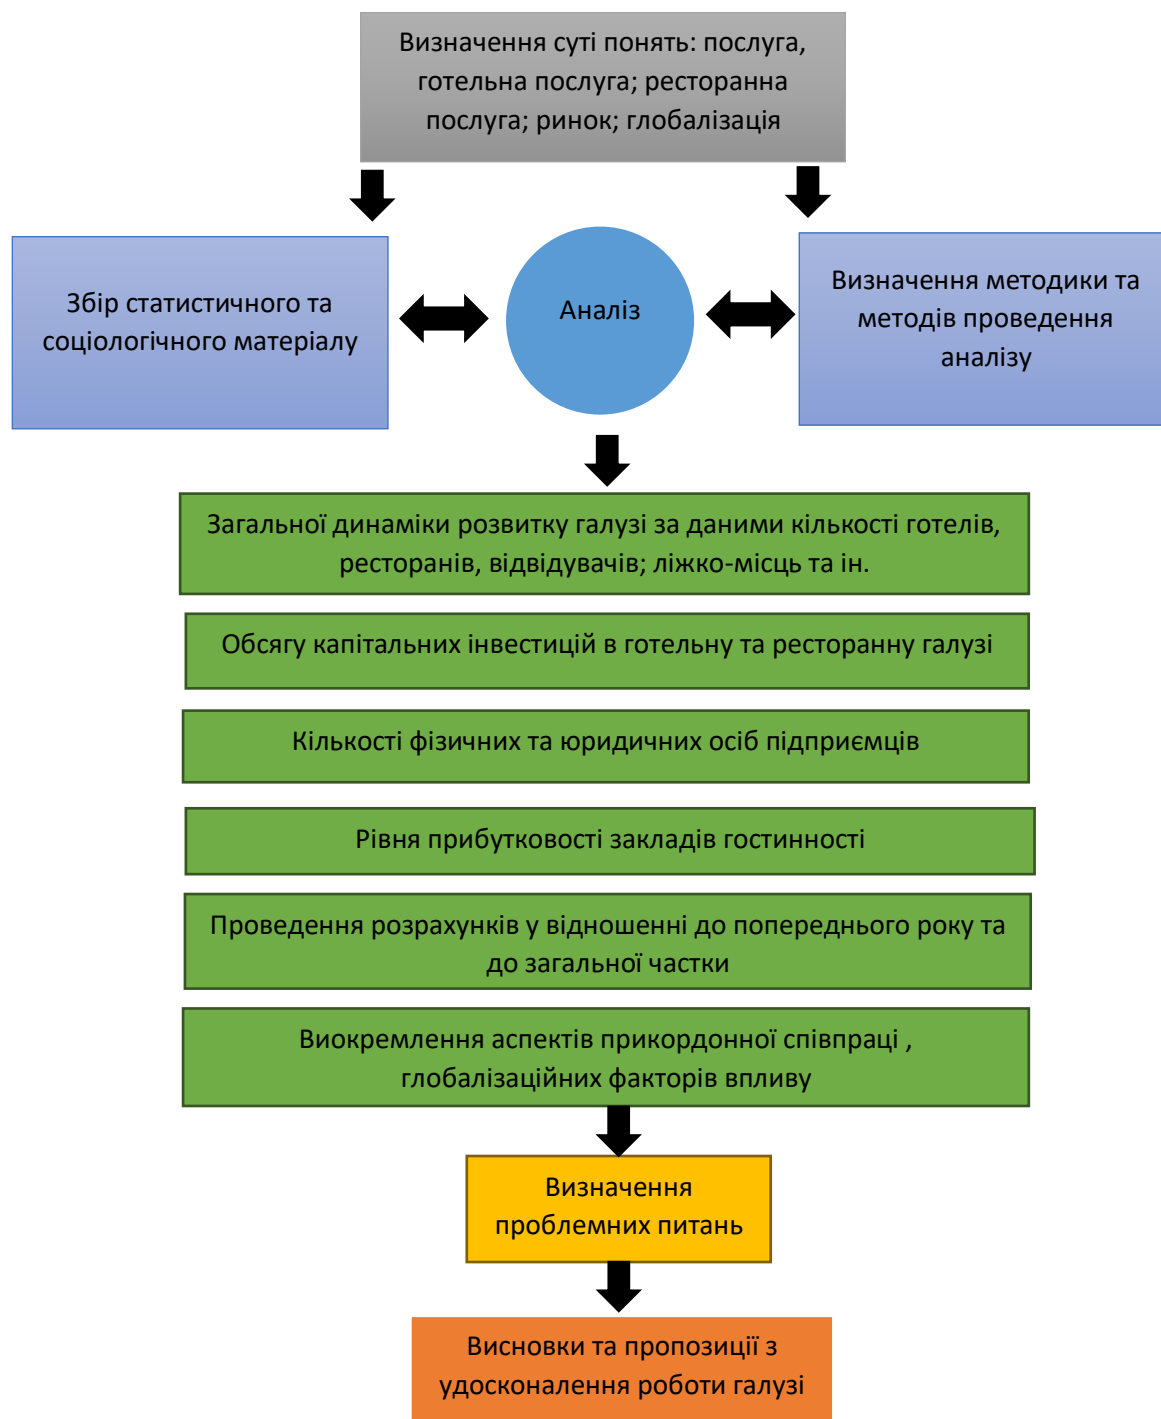 Визначення суті понять: послуга,
готельна послуга; ресторанна
послуга; ринок; глобалізація
Збір статистичного та
соціологічного матеріалу
Аналіз
Визначення методики та
методів проведення
аналізу
Загальної динаміки розвитку галузі за даними кількості готелів,
ресторанів, відвідувачів; ліжко-місць та ін.
Обсягу капітальних інвестицій в готельну та ресторанну галузі
Кількості фізичних та юридичних осіб підприємців
Рівня прибутковості закладів гостинності
Проведення розрахунків у відношенні до попереднього року та
до загальної частки
Виокремлення аспектів прикордонної співпраці ,
глобалізаційних факторів впливу
Визначення
проблемних питань
Висновки та пропозиції з
удосконалення роботи галузі